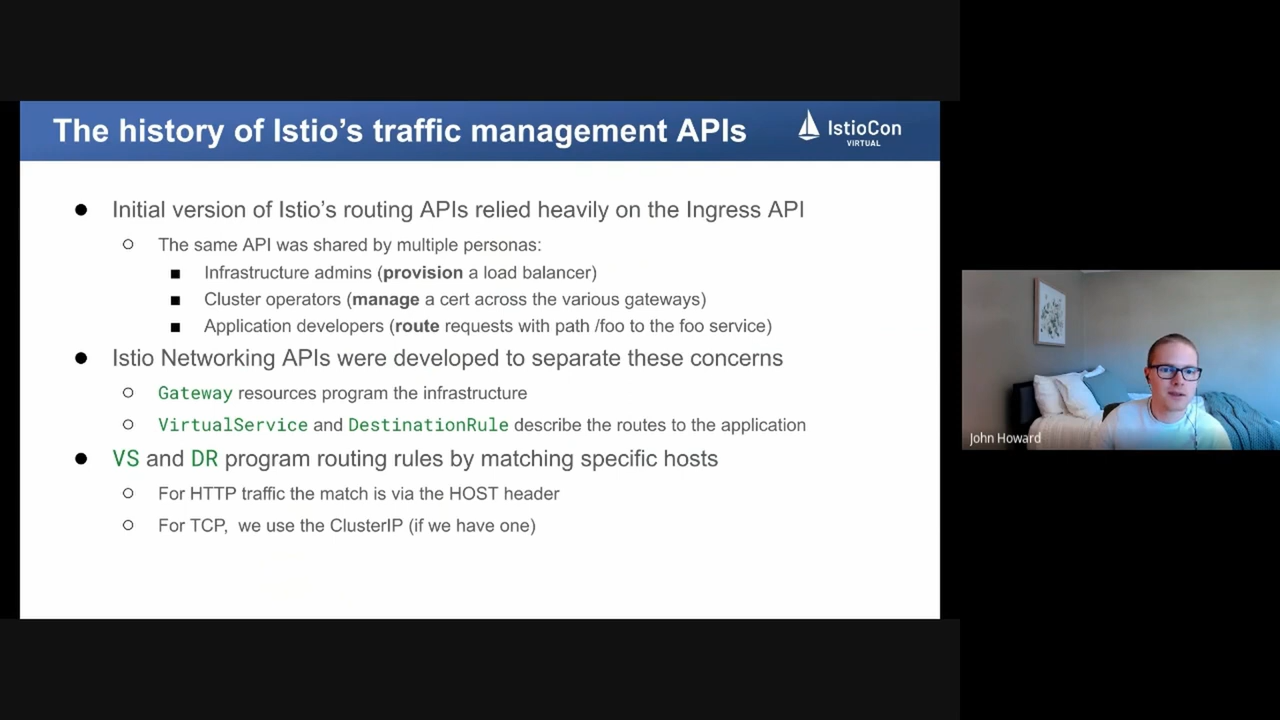 The history of Istio's traffic management APIs
IstioCon
VIRTUAL
● Initial version of Istio's routing APIs relied heavily on the Ingress API
○ The same API was shared by multiple personas:
■ Infrastructure admins (provision a load balancer)
■ Cluster operators (manage a cert across the various gateways)
■ Application developers (route requests with path /foo to the foo service)
● Istio Networking APIs were developed to separate these concerns
○ Gateway resources program the infrastructure
○ VirtualService and DestinationRule describe the routes to the application
● VS and DR program routing rules by matching specific hosts
○ For HTTP traffic the match is via the HOST header
○ For TCP, we use the ClusterIP (if we have one)
John Howard